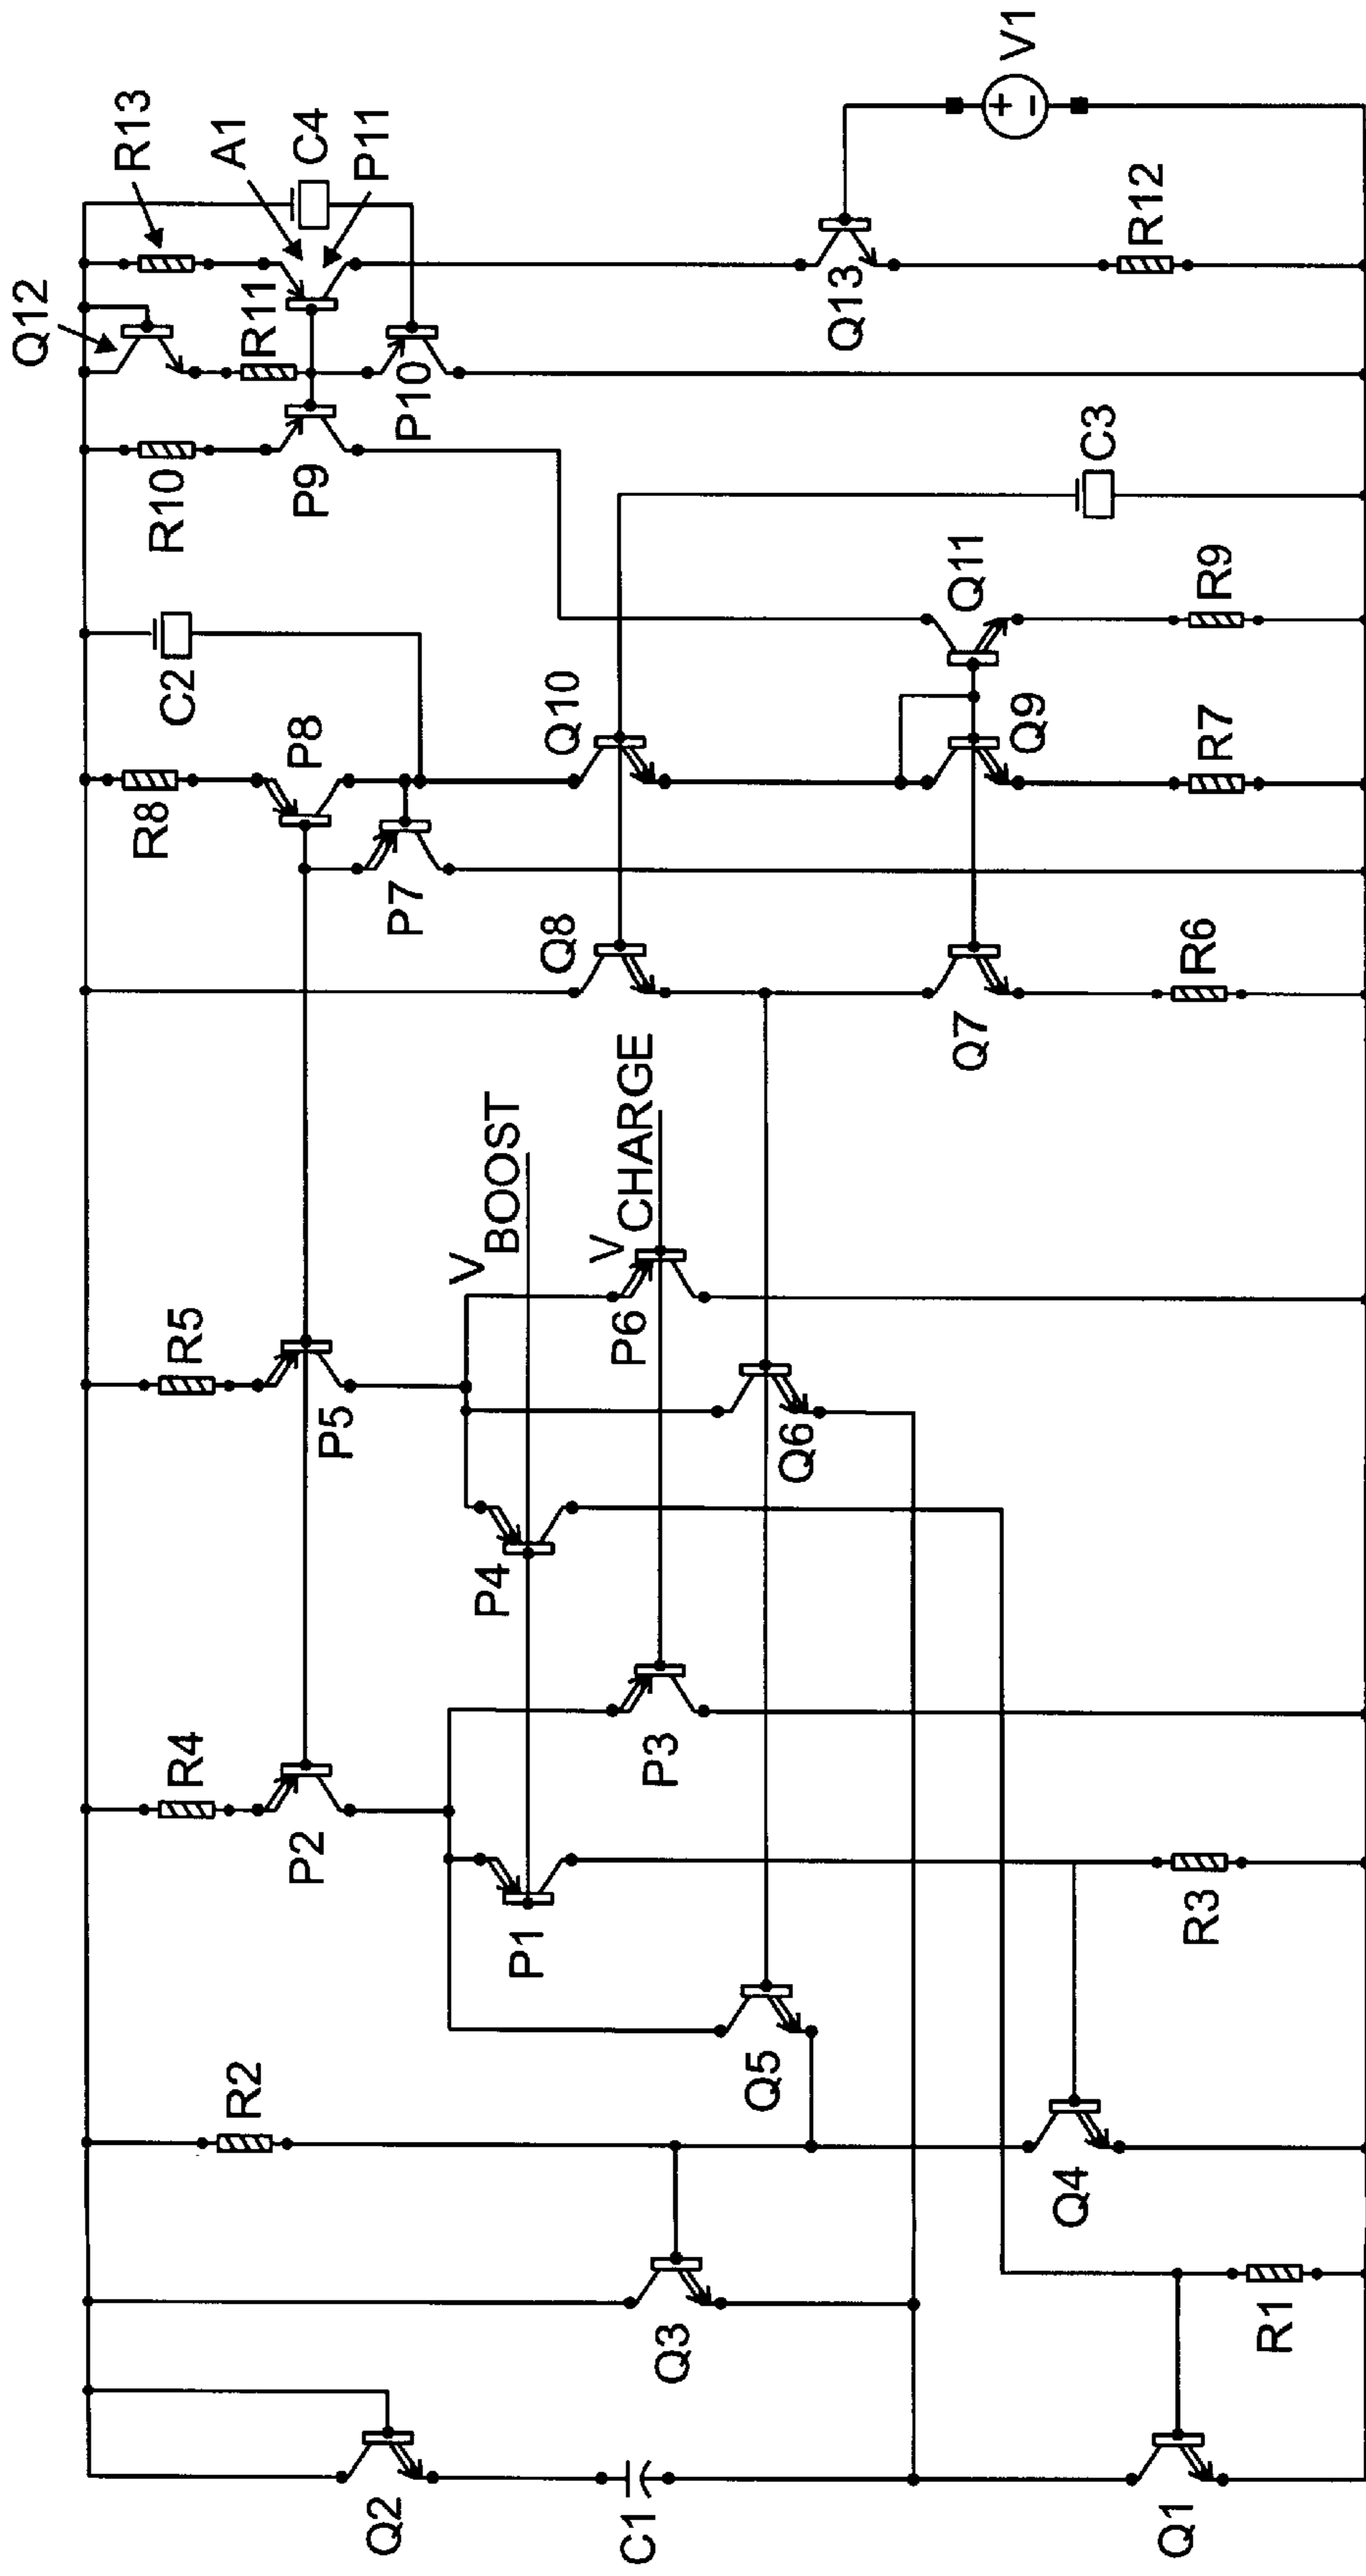 Q12
R13
A1
C4
P11
R11
R10
P9
P10
V1
Q13
R12
C2
R8
P8
P7
Q10
C3
Q11
Q8
Q9
R9
R7
Q7
R6
V BOOST
V CHARGE
R5
P5
P6
Q6
P4
R4
P2
P3
P1
R3
R2
Q5
Q4
Q3
R1
Q2
C1
Q1